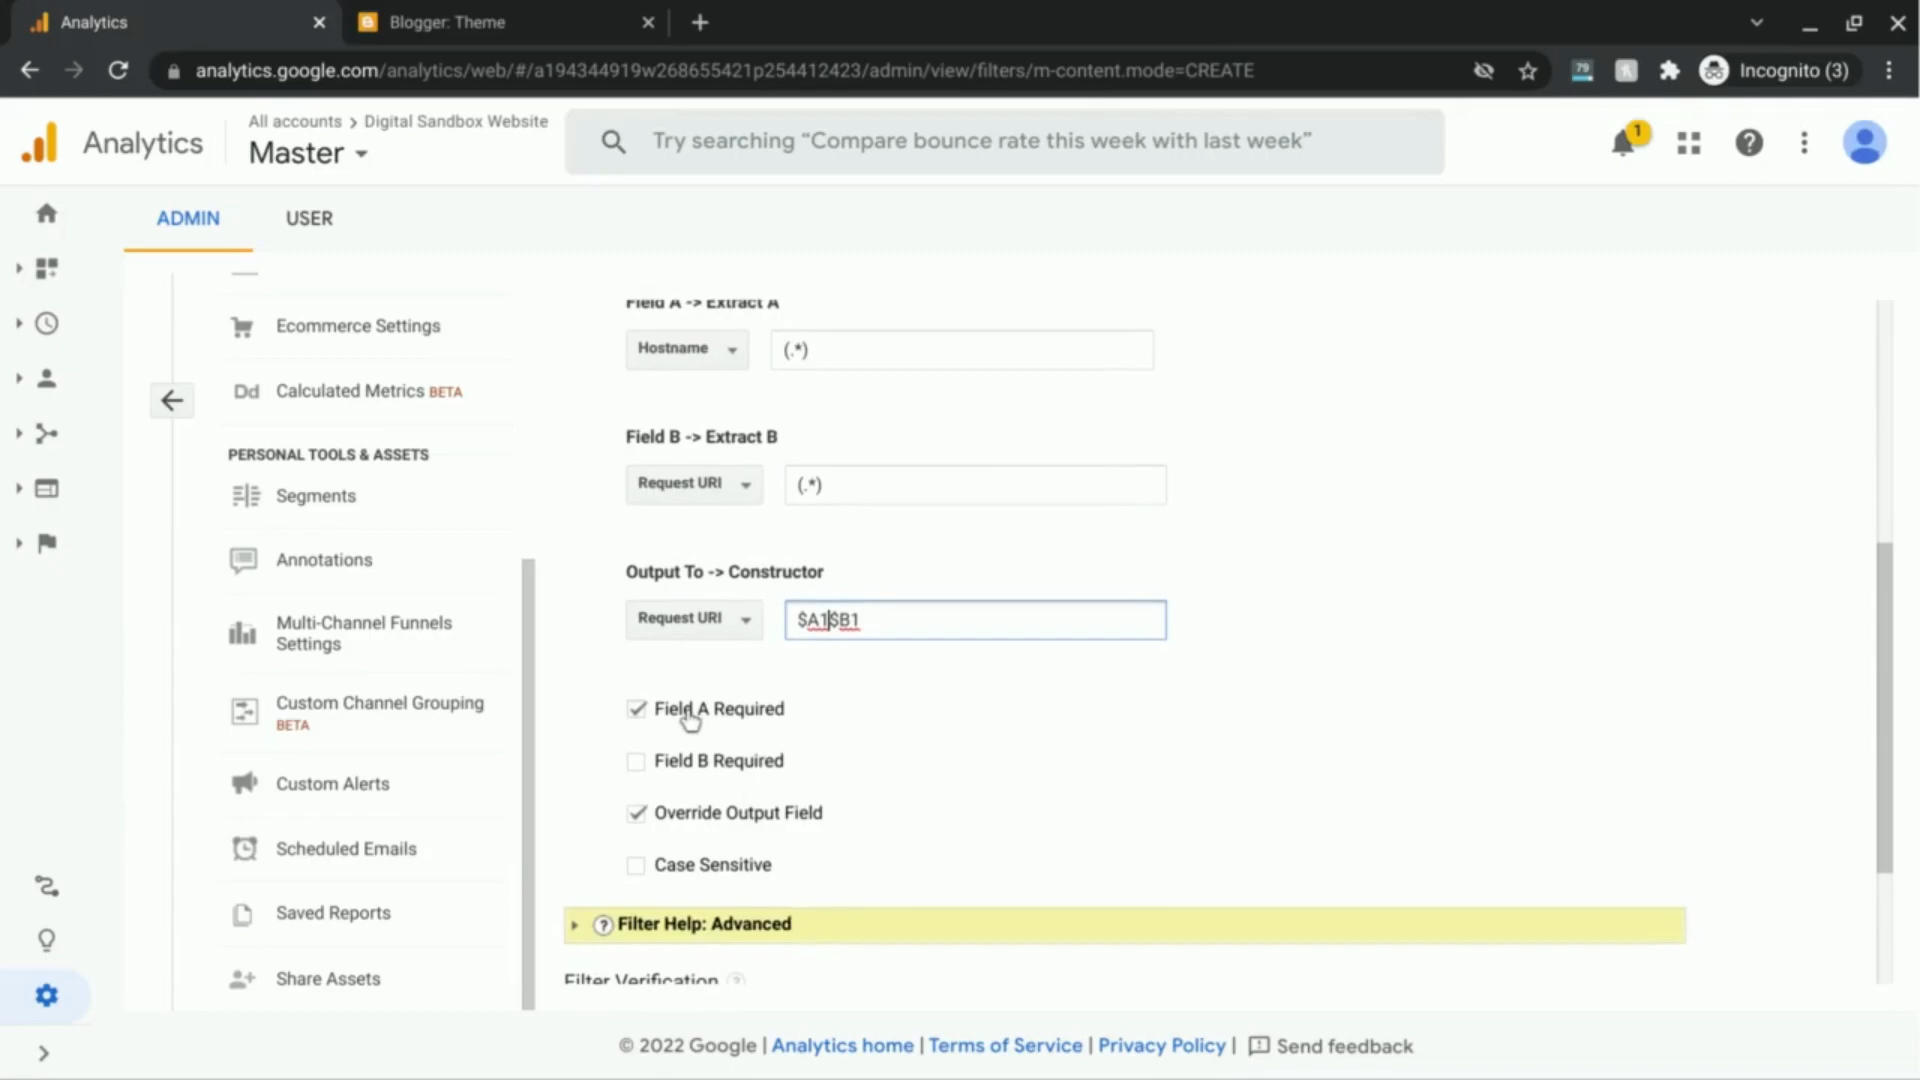 Analytics
Blogger: Theme
analytics.google.com/analytics/web/#/a194344919w268655421p254412423/admin/view/filters/m-content.mode=CREATE
79
Incognito (3)
Analytics
All accounts > Digital Sandbox Website
Master
Try searching “Compare bounce rate this week with last week”
1
ADMIN
USER
Ecommerce Settings
Dd Calculated Metrics BETA
PERSONAL TOOLS & ASSETS
Segments
Annotations
Multi-Channel Funnels
Settings
Custom Channel Grouping
BETA
Custom Alerts
Scheduled Emails
Saved Reports
Share Assets
Field A -> Extract A
Hostname
(.*)
Field B -> Extract B
Request URI
(.*)
Output To -> Constructor
Request URI
$A1$B1
Field A Required
Field B Required
Override Output Field
Case Sensitive
? Filter Help: Advanced
Filter Verification ?
© 2022 Google | Analytics home | Terms of Service | Privacy Policy | Send feedback